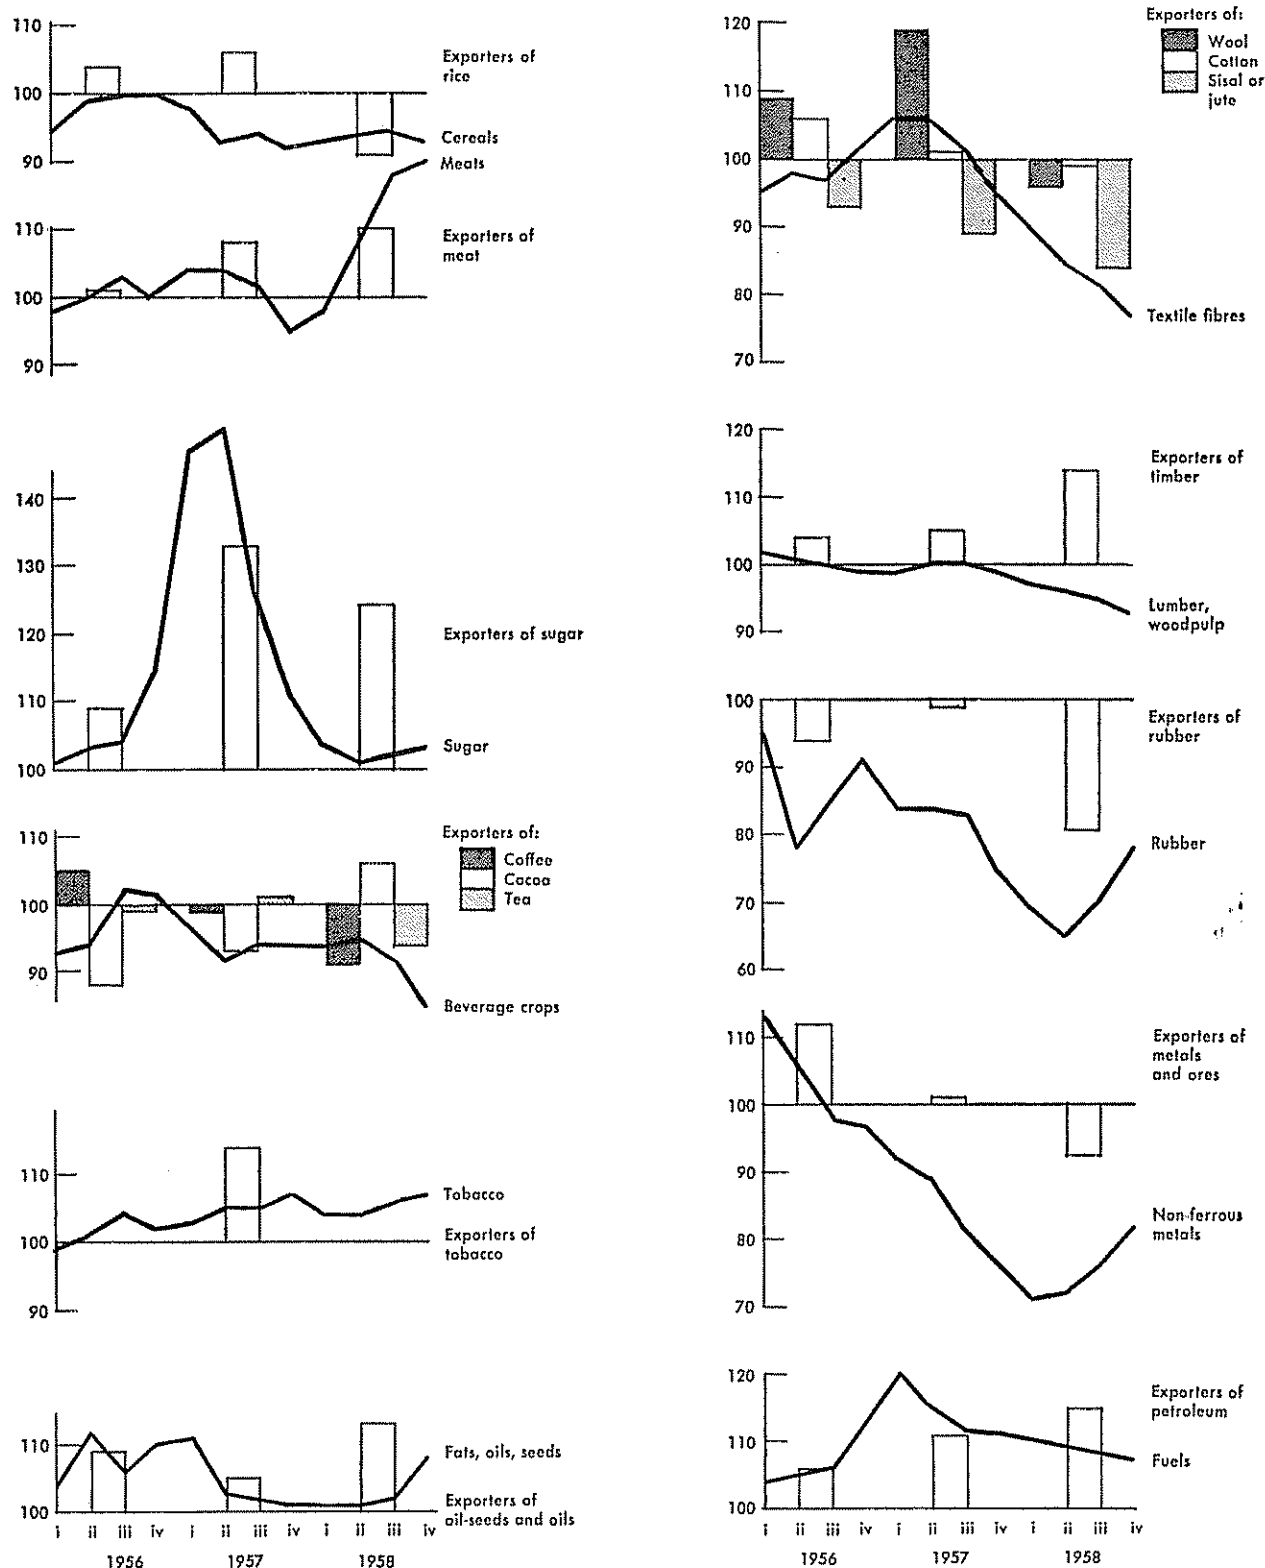 110
100
90
Exporters of
rice
Cereals
Meats
110
100
90
Exporters of
meat
140
130
120
110
100
Exporters of sugar
Sugar
110
100
90
Exporters of:
Coffee
Cocoa
Tea
Beverage crops
110
100
90
Tobacco
Exporters of
tobacco
110
100
Fats, oils, seeds
Exporters of
oil-seeds and oils
i ii iii iv i ii iii iv i ii iii iv
1956 1957 1958
120
110
100
90
80
70
Exporters of:
Wool
Cotton
Sisal or
jute
Textile fibres
120
110
100
90
Exporters of
timber
Lumber,
woodpulp
100
90
80
70
60
Exporters of
rubber
Rubber
110
100
90
80
70
Exporters of
metals
and ores
Non-ferrous
metals
120
110
100
Exporters of
petroleum
Fuels
i ii iii iv i ii iii iv i ii iii iv
1956 1957 1958